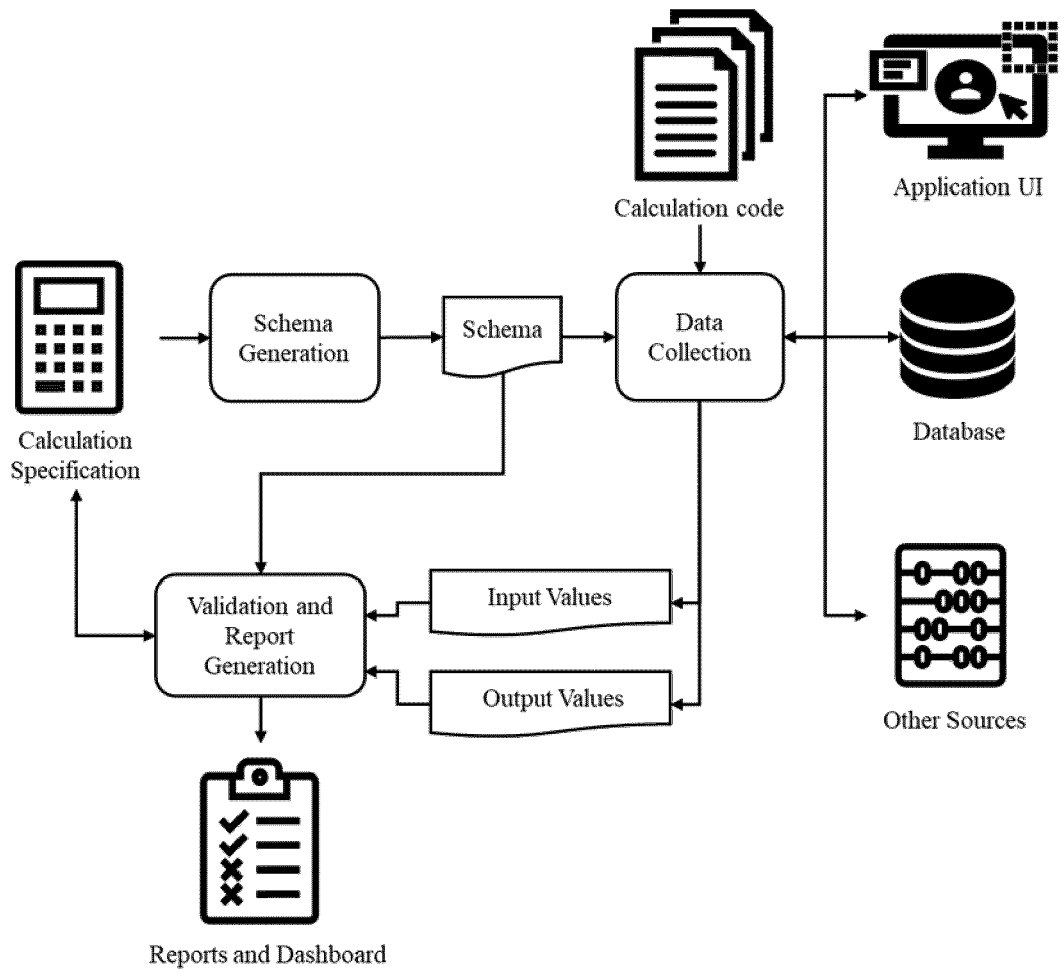 Calculation code
Application UI
Schema
Generation
Schema
Data
Collection
Calculation
Specification
Database
Validation and
Report
Generation
Input Values
Output Values
Other Sources
Reports and Dashboard